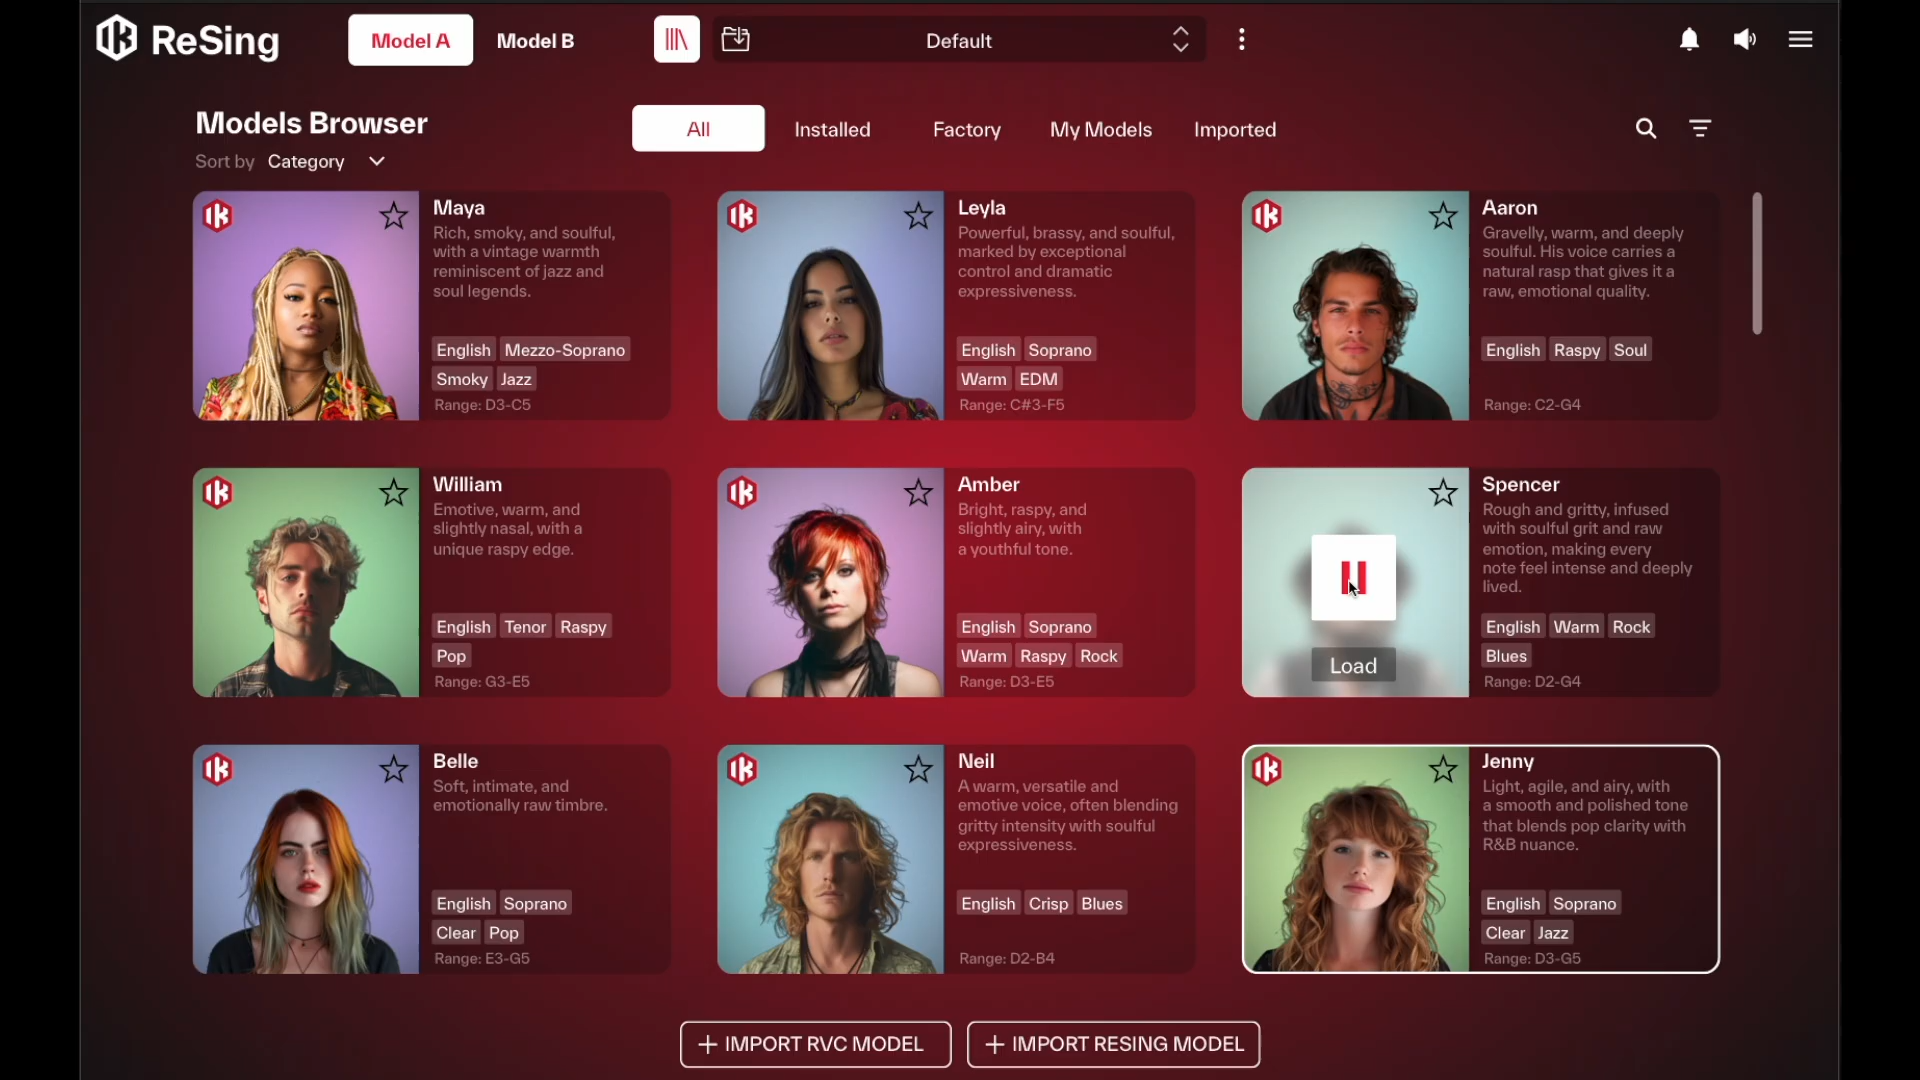 ReSing
Model A
Model B
Default
Models Browser
Sort by Category
All
Installed
Factory
My Models
Imported
Maya
Rich, smoky, and soulful,
with a vintage warmth
reminiscent of jazz and
soul legends.
English Mezzo-Soprano
Smoky Jazz
Range: D3-C5
Leyla
Powerful, brassy, and soulful,
marked by exceptional
control and dramatic
expressiveness.
English Soprano
Warm EDM
Range: C#3-F5
Aaron
Gravelly, warm, and deeply
soulful. His voice carries a
natural rasp that gives it a
raw, emotional quality.
English Raspy Soul
Range: C2-G4
William
Emotive, warm, and
slightly nasal, with a
unique raspy edge.
English Tenor Raspy
Pop
Range: G3-E5
Amber
Bright, raspy, and
slightly airy, with
a youthful tone.
English Soprano
Warm Raspy Rock
Range: D3-E5
Load
Spencer
Rough and gritty, infused
with soulful grit and raw
emotion, making every
note feel intense and deeply
lived.
English Warm Rock
Blues
Range: D2-G4
Belle
Soft, intimate, and
emotionally raw timbre.
English Soprano
Clear Pop
Range: E3-G5
Neil
A warm, versatile and
emotive voice, often blending
gritty intensity with soulful
expressiveness.
English Crisp Blues
Range: D2-B4
Jenny
Light, agile, and airy, with
a smooth and polished tone
that blends pop clarity with
R&B nuance.
English Soprano
Clear Jazz
Range: D3-G5
+ IMPORT RVC MODEL
+ IMPORT RESING MODEL